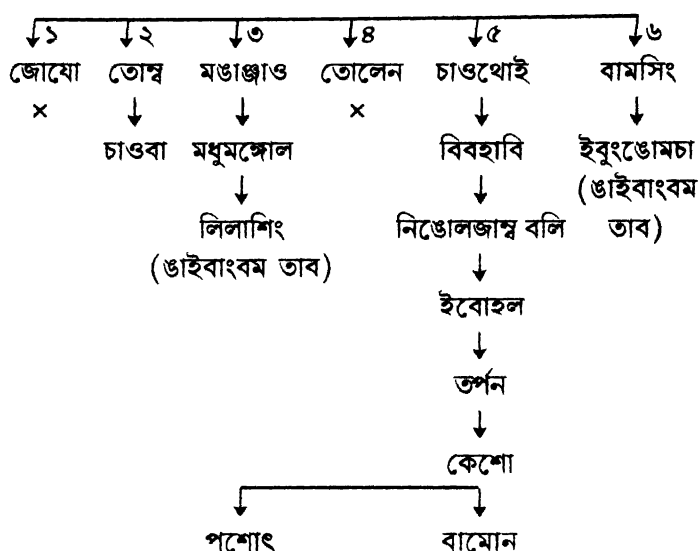 ১ ২ ৩ ৪ ৫ ৬
জোযো তোম্ব মঙাঞ্জাও তোলেন চাওথোই বামসিং
× ×
চাওবা মধুমঙ্গোল বিবহাবি ইবুংঙোমচা
(ঙাইবাংবম
লিলাশিং নিঙোলজাম্ব বলি তাব)
(ঙাইবাংবম তাব)
ইবোহল
তর্পন
কেশো
পশোৎ বামোন